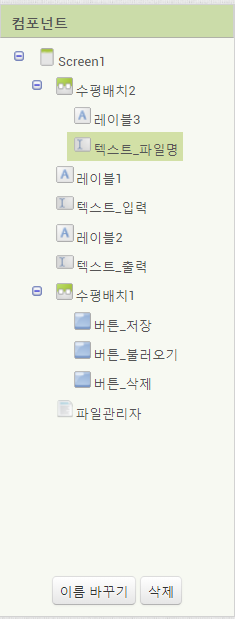 컴포넌트
Screen1
수평배치2
레이블3
텍스트_파일명
레이블1
텍스트_입력
레이블2
텍스트_출력
수평배치1
버튼_저장
버튼_불러오기
버튼_삭제
파일관리자
이름 바꾸기 삭제